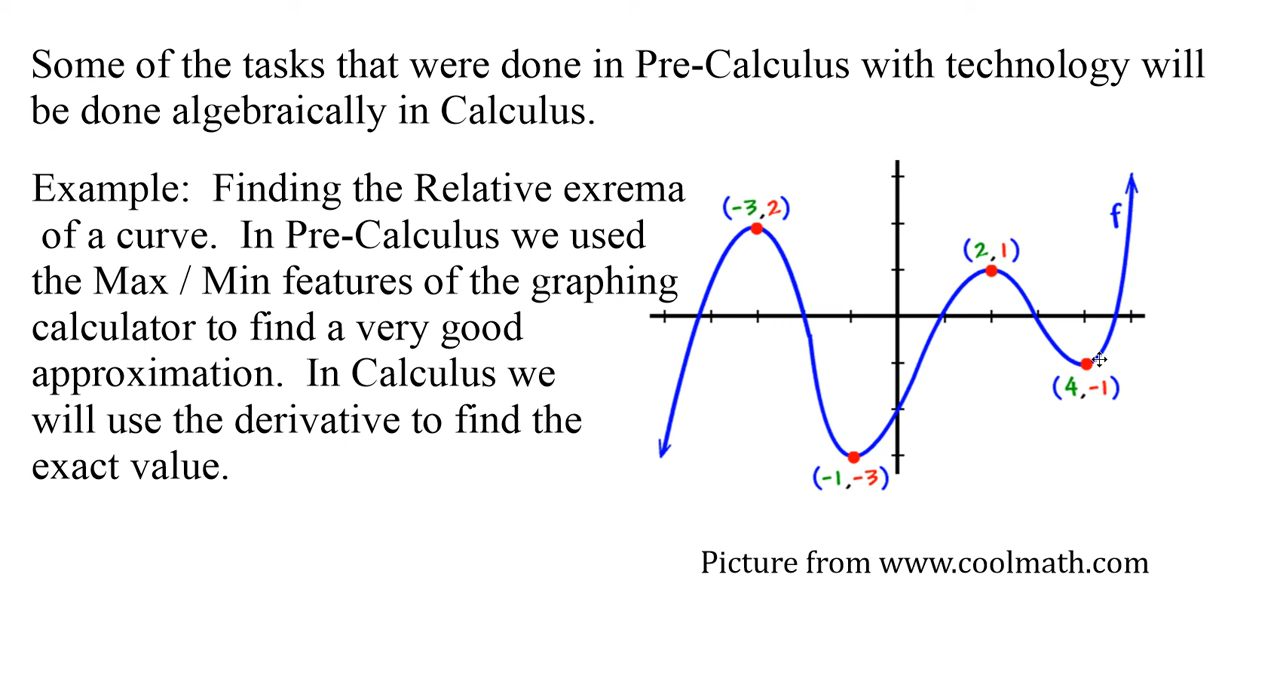 Some of the tasks that were done in Pre-Calculus with technology will
be done algebraically in Calculus.
Example:  Finding the Relative exrema
of a curve.  In Pre-Calculus we used
the Max / Min features of the graphing
calculator to find a very good
approximation.  In Calculus we
will use the derivative to find the
exact value.
(-3,2)
f
(2,1)
(4,-1)
(-1,-3)
Picture from www.coolmath.com